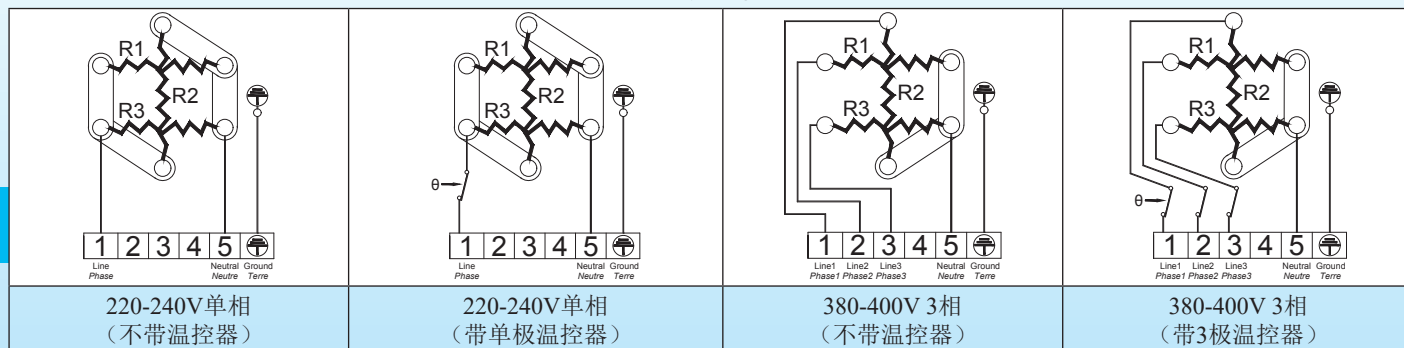 R1
R2
R3
1 2 3 4 5
Line
Phase
Neutral
Neutre
Ground
Terre
220-240V单相
（不带温控器）
R1
R2
R3
θ
1 2 3 4 5
Line
Phase
Neutral
Neutre
Ground
Terre
220-240V单相
（带单极温控器）
R1
R2
R3
1 2 3 4 5
Line1
Phase1
Line2
Phase2
Line3
Phase3
Neutral
Neutre
Ground
Terre
380-400V 3相
（不带温控器）
R1
R2
R3
θ
1 2 3 4 5
Line1
Phase1
Line2
Phase2
Line3
Phase3
Neutral
Neutre
Ground
Terre
380-400V 3相
（带3极温控器）